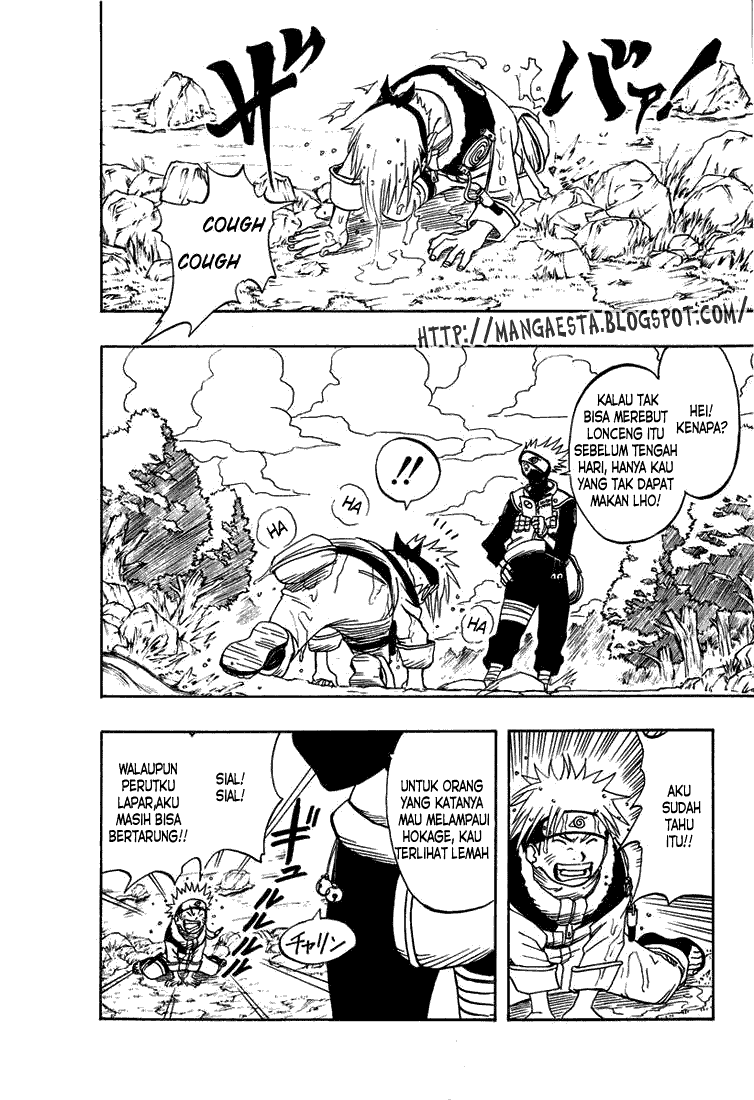 ザ
バァ!
COUGH
COUGH
HTTP://MANGAESTA.BLOGSPOT.COM/
HEI!
KENAPA?
KALAU TAK
BISA MEREBUT
LONCENG ITU
SEBELUM TENGAH
HARI, HANYA KAU
YANG TAK DAPAT
MAKAN LHO!
!!
HA
HA
HA
AKU
SUDAH
TAHU
ITU!!
UNTUK ORANG
YANG KATANYA
MAU MELAMPAUI
HOKAGE, KAU
TERLIHAT LEMAH
チャリン
SIAL!
SIAL!
WALAUPUN
PERUTKU
LAPAR,AKU
MASIH BISA
BERTARUNG!!
ギュルルルル